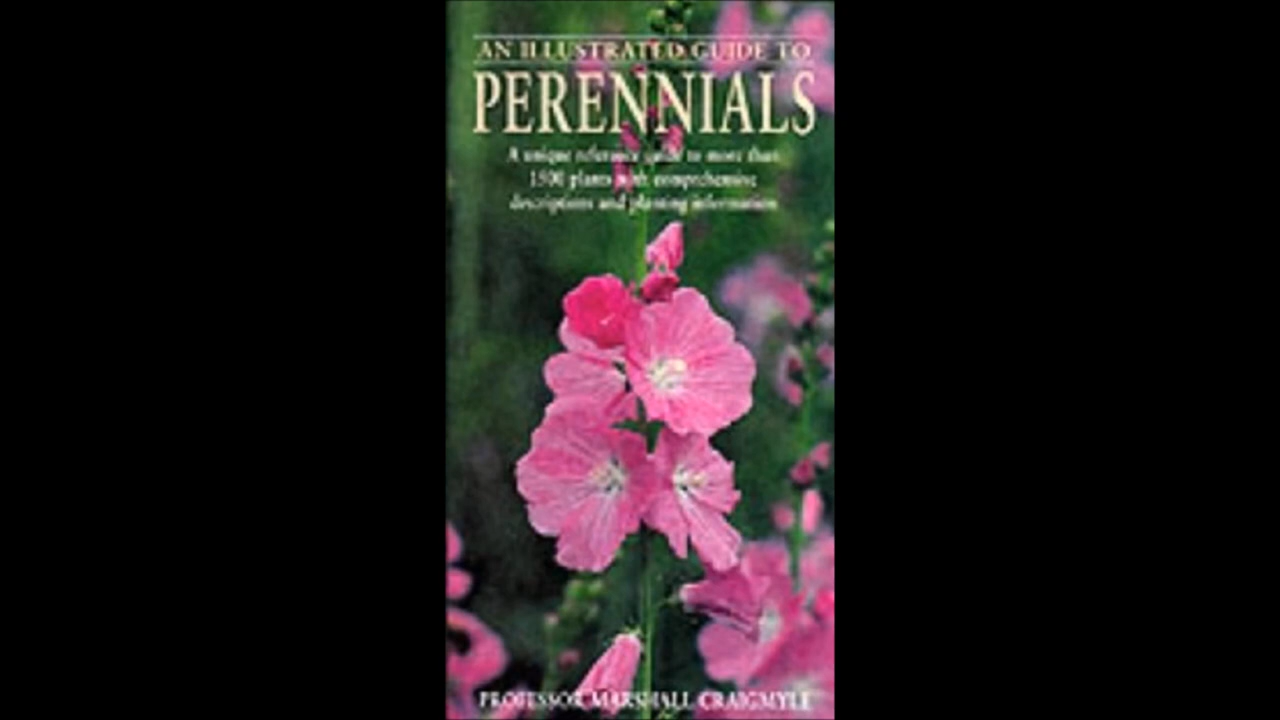 AN ILLUSTRATED GUIDE TO
PERENNIALS
A unique reference guide to more than
1500 plants with comprehensive
descriptions and planting information
PROFESSOR MARSHALL CRAIGMYLE